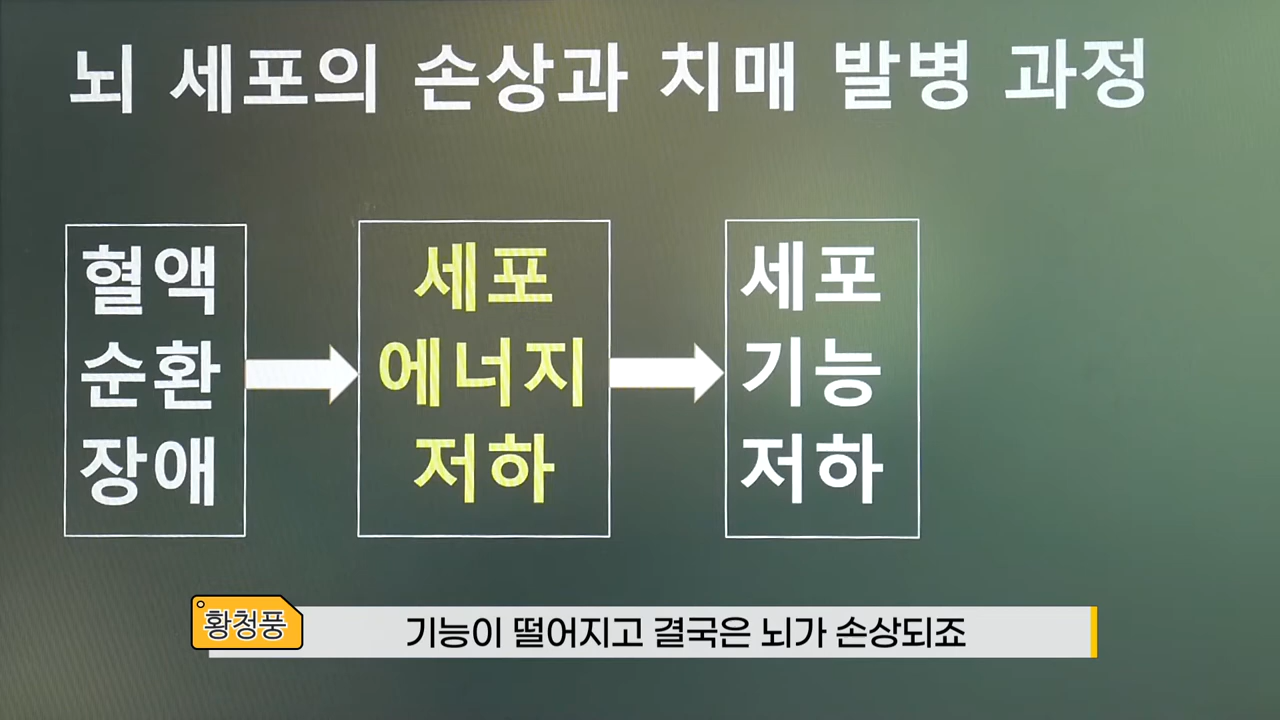 뇌 세포의 손상과 치매 발병 과정
혈액
순환
장애
세포
에너지
저하
세포
기능
저하
황청풍
기능이 떨어지고 결국은 뇌가 손상되죠